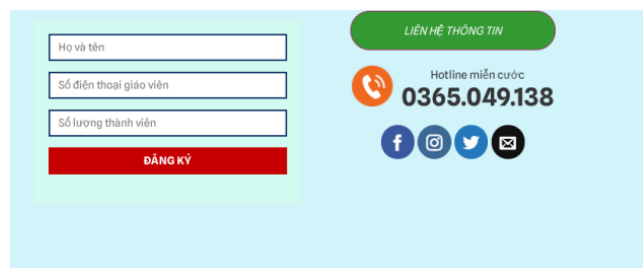 Họ và tên
Số điện thoại giáo viên
Số lượng thành viên
ĐĂNG KÝ
LIÊN HỆ THÔNG TIN
Hotline miễn cước
0365.049.138